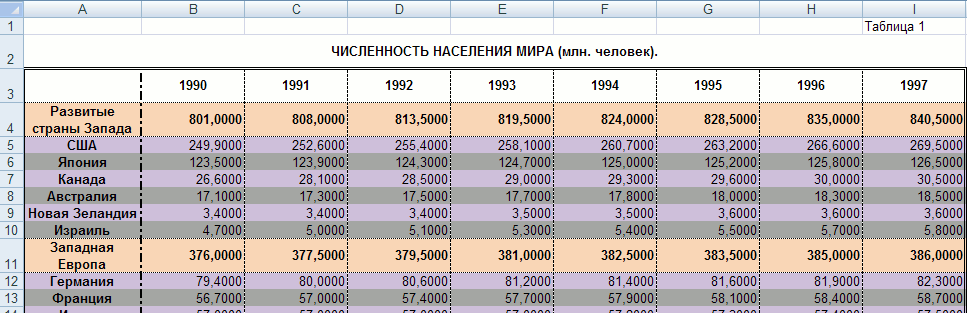 A B C D E F G H I
1 Таблица 1
2 ЧИСЛЕННОСТЬ НАСЕЛЕНИЯ МИРА (млн. человек).
3 1990 1991 1992 1993 1994 1995 1996 1997
Развитые
4 страны Запада 801,0000 808,0000 813,5000 819,5000 824,0000 828,5000 835,0000 840,5000
5 США 249,9000 252,6000 255,4000 258,1000 260,7000 263,2000 266,6000 269,5000
6 Япония 123,5000 123,9000 124,3000 124,7000 125,0000 125,2000 125,8000 126,5000
7 Канада 26,6000 28,1000 28,5000 29,0000 29,3000 29,6000 30,0000 30,5000
8 Австралия 17,1000 17,3000 17,5000 17,7000 17,8000 18,0000 18,3000 18,5000
9 Новая Зеландия 3,4000 3,4000 3,4000 3,5000 3,5000 3,6000 3,6000 3,6000
10 Израиль 4,7000 5,0000 5,1000 5,3000 5,4000 5,5000 5,7000 5,8000
Западная
11 Европа 376,0000 377,5000 379,5000 381,0000 382,5000 383,5000 385,0000 386,0000
12 Германия 79,4000 80,0000 80,6000 81,2000 81,4000 81,6000 81,9000 82,3000
13 Франция 56,7000 57,0000 57,4000 57,7000 57,9000 58,1000 58,4000 58,7000